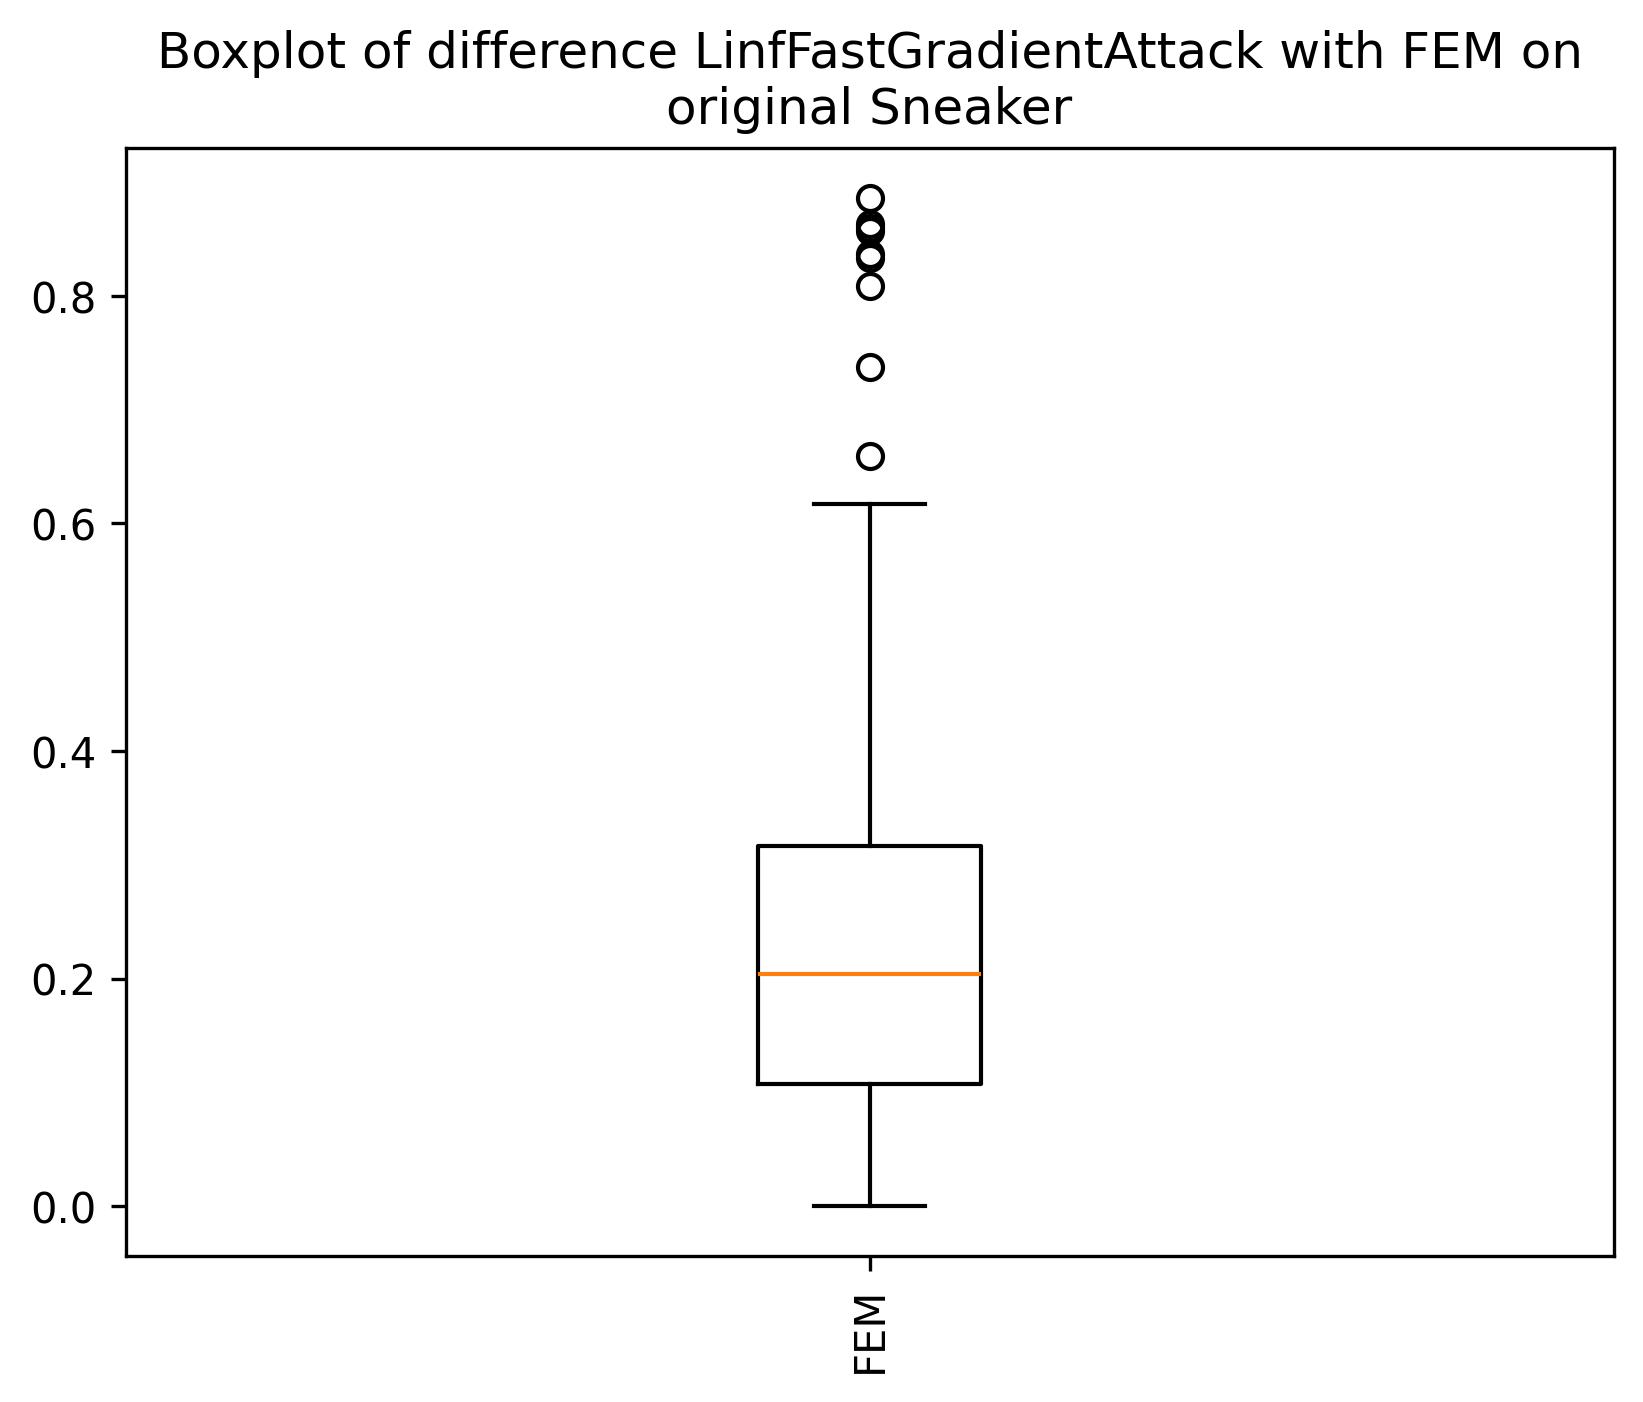 Boxplot of difference LinfFastGradientAttack with FEM on
original Sneaker
0.8
0.6
0.4
0.2
0.0
FEM